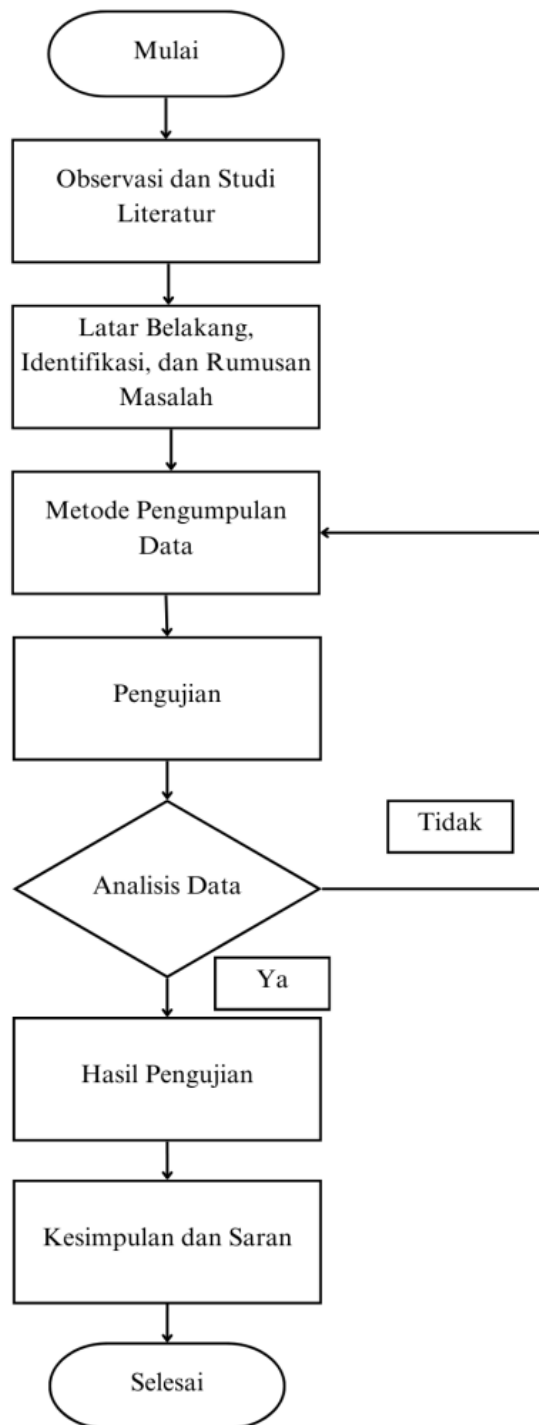 Mulai
Observasi dan Studi
Literatur
Latar Belakang,
Identifikasi, dan Rumusan
Masalah
Metode Pengumpulan
Data
Pengujian
Tidak
Analisis Data
Ya
Hasil Pengujian
Kesimpulan dan Saran
Selesai